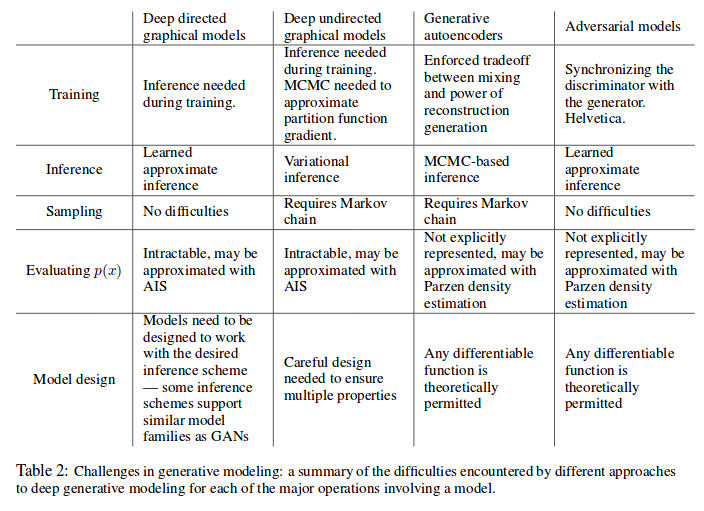 Deep directed graphical models
Deep undirected graphical models
Generative autoencoders
Adversarial models
Training
Inference needed
during training.
Inference needed
during training.
MCMC needed to
approximate
partition function
gradient.
Enforced tradeoff
between mixing
and power of
reconstruction
generation
Synchronizing the
discriminator with
the generator.
Helvetica.
Inference
Learned
approximate
inference
Variational
inference
MCMC-based
inference
Learned
approximate
inference
Sampling
No difficulties
Requires Markov
chain
Requires Markov
chain
No difficulties
Evaluating p(x)
Intractable, may be
approximated with
AIS
Intractable, may be
approximated with
AIS
Not explicitly
represented, may be
approximated with
Parzen density
estimation
Not explicitly
represented, may be
approximated with
Parzen density
estimation
Model design
Models need to be
designed to work
with the desired
inference scheme
— some inference
schemes support
similar model
families as GANs
Careful design
needed to ensure
multiple properties
Any differentiable
function is
theoretically
permitted
Any differentiable
function is
theoretically
permitted
Table 2: Challenges in generative modeling: a summary of the difficulties encountered by different approaches
to deep generative modeling for each of the major operations involving a model.